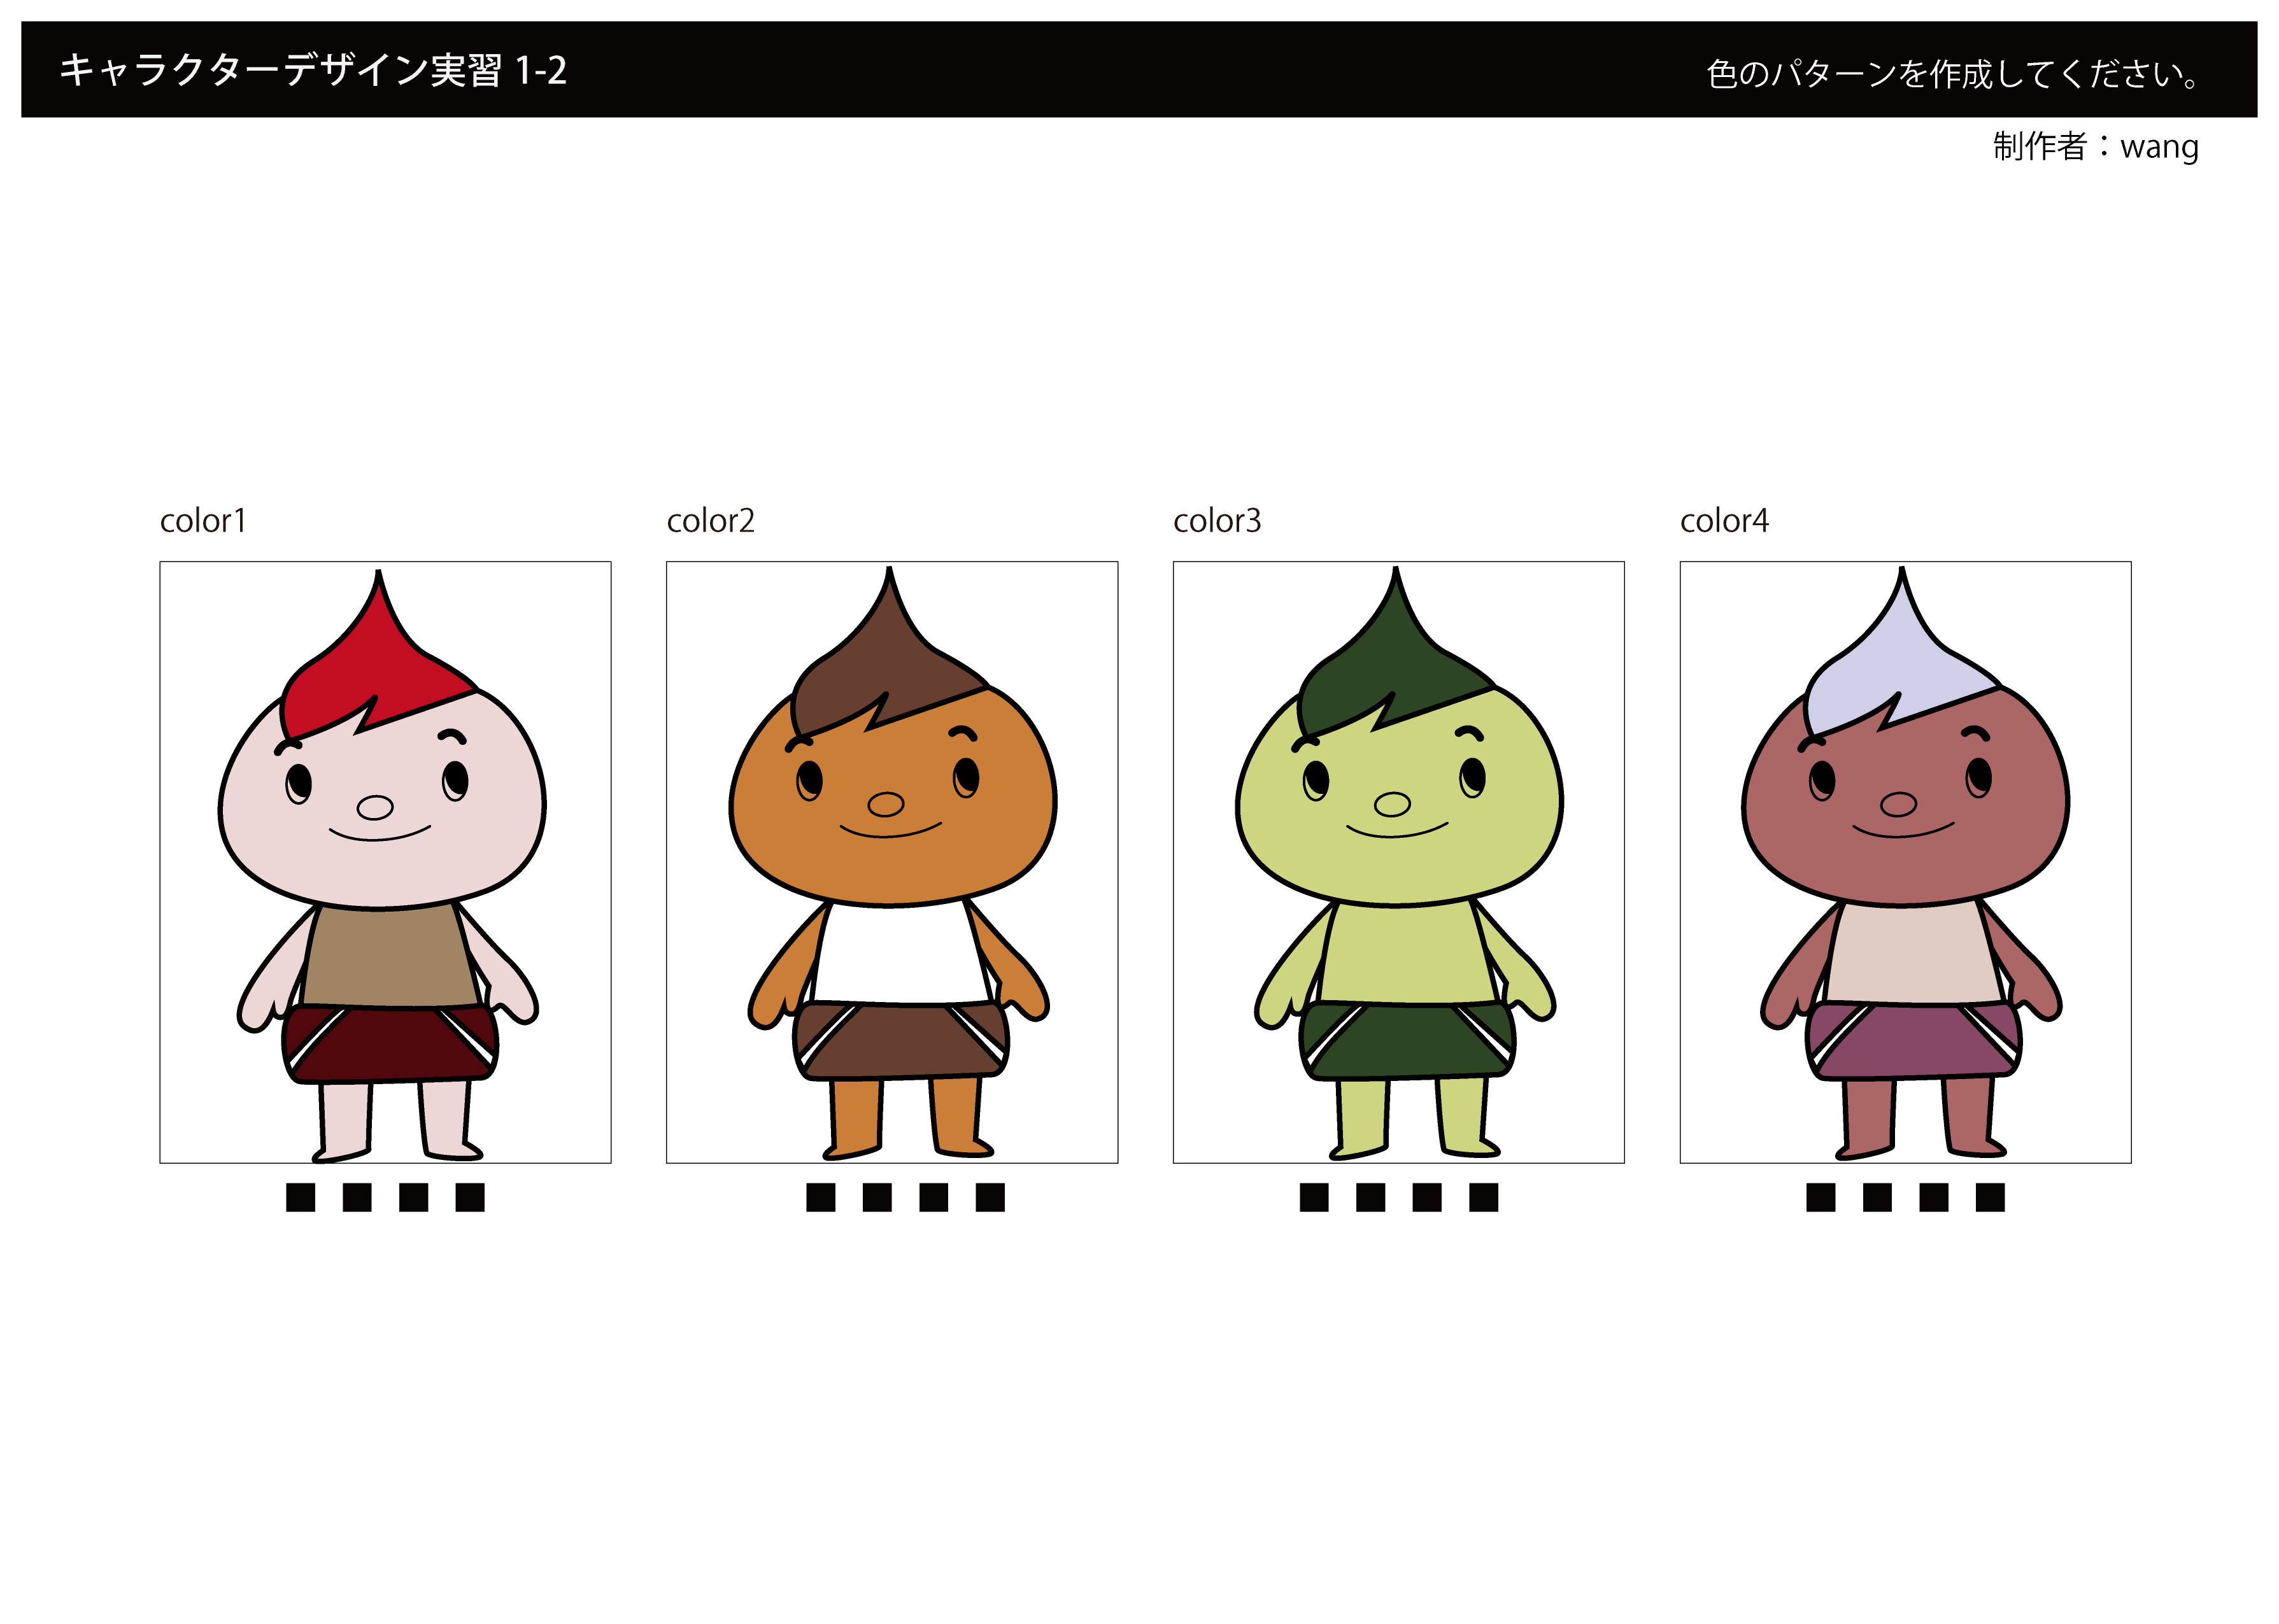 キャラクターデザイン実習 1-2
色のパターンを作成してください。
制作者：wang
color1
color2
color3
color4